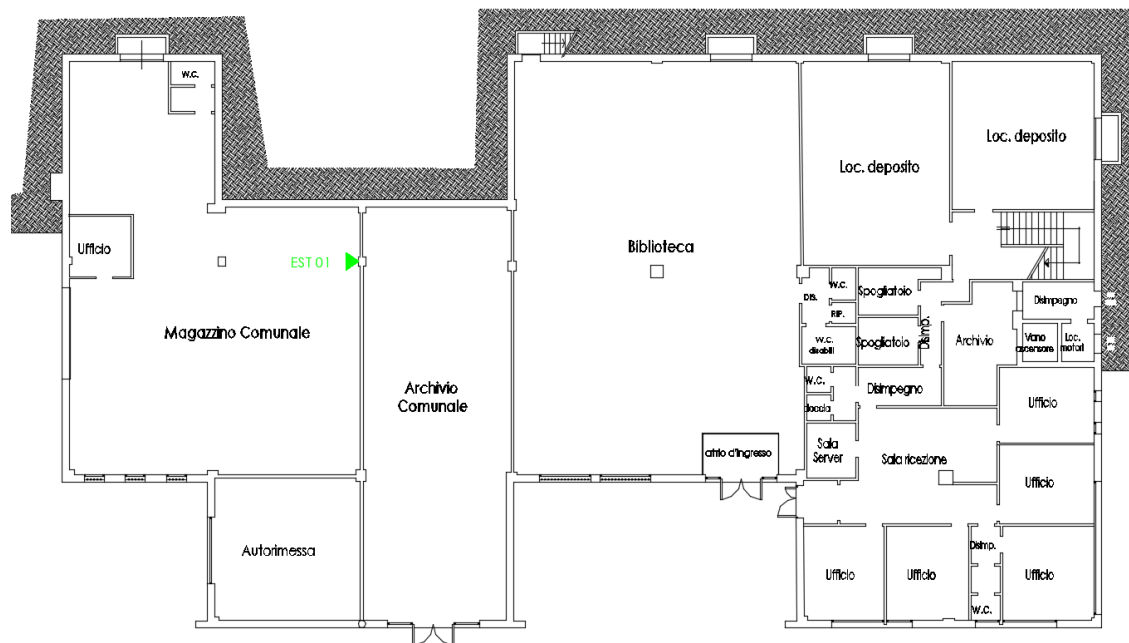 W.C.
Loc. deposito
Loc. deposito
Ufficio
EST 01
Biblioteca
Magazzino Comunale
Archivio
Comunale
Autorimessa
DIS.
W.C.
RIP.
W.C.
disabili
Spogliatoio
Spogliatoio
Disimp.
Archivio
Disimpegno
Vano
ascensore
Loc.
motori
W.C.
doccia
Disimpegno
Sala
Server
atrio d'ingresso
Sala ricezione
Ufficio
Ufficio
Ufficio
Ufficio
Disimp.
W.C.
Ufficio